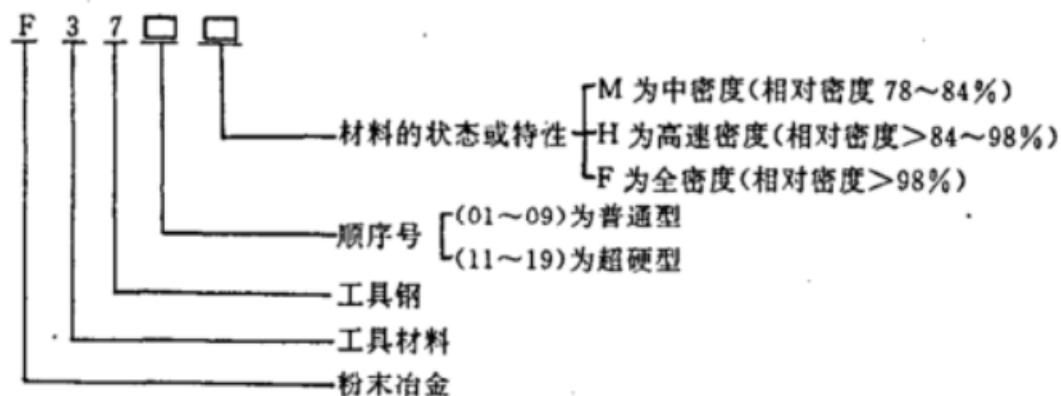 F 3 7 □ □
M 为中密度(相对密度 78～84%)
材料的状态或特性
H 为高速密度(相对密度>84～98%)
F 为全密度(相对密度>98%)
顺序号
(01～09)为普通型
(11～19)为超硬型
工具钢
工具材料
粉末冶金